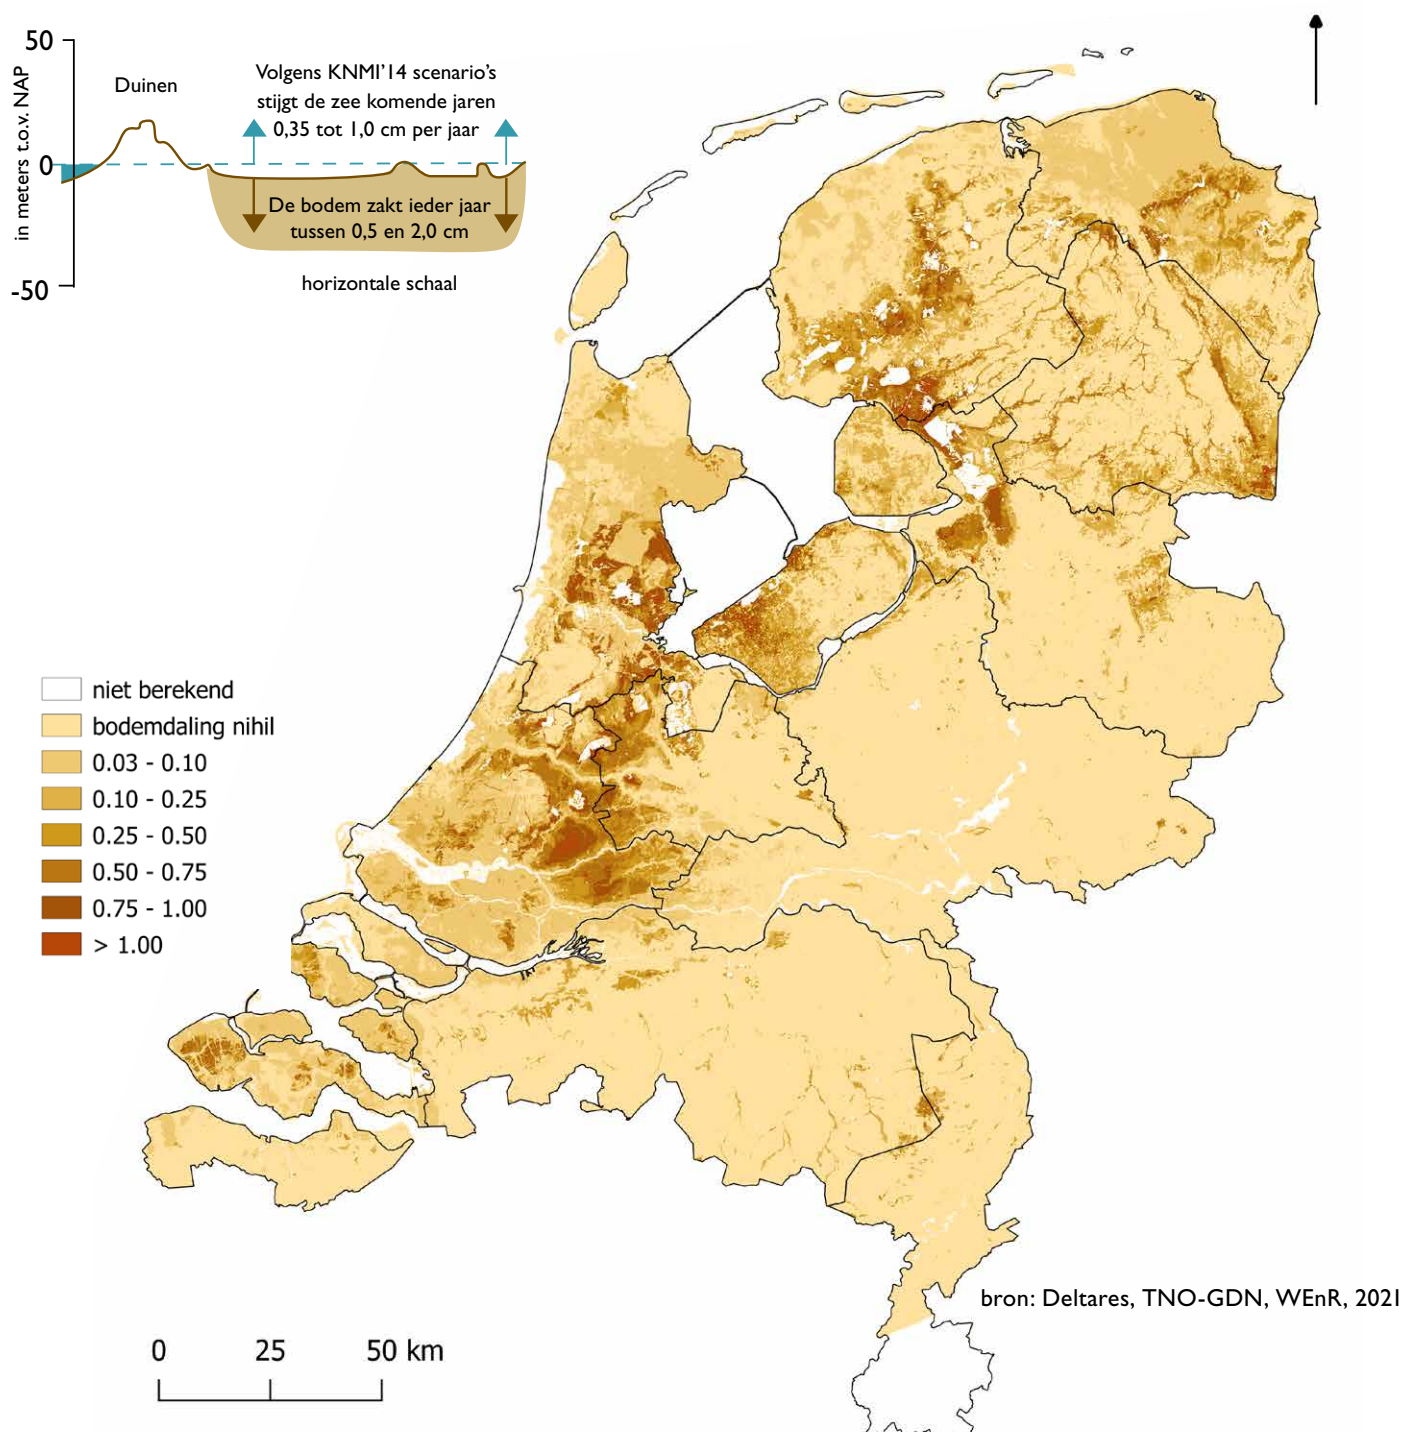 50
0
-50
in meters t.o.v. NAP
Duinen
Volgens KNMI'14 scenario's
stijgt de zee komende jaren
0,35 tot 1,0 cm per jaar
De bodem zakt ieder jaar
tussen 0,5 en 2,0 cm
horizontale schaal
niet berekend
bodemdaling nihil
0.03 - 0.10
0.10 - 0.25
0.25 - 0.50
0.50 - 0.75
0.75 - 1.00
> 1.00
bron: Deltares, TNO-GDN, WEnR, 2021
0 25 50 km